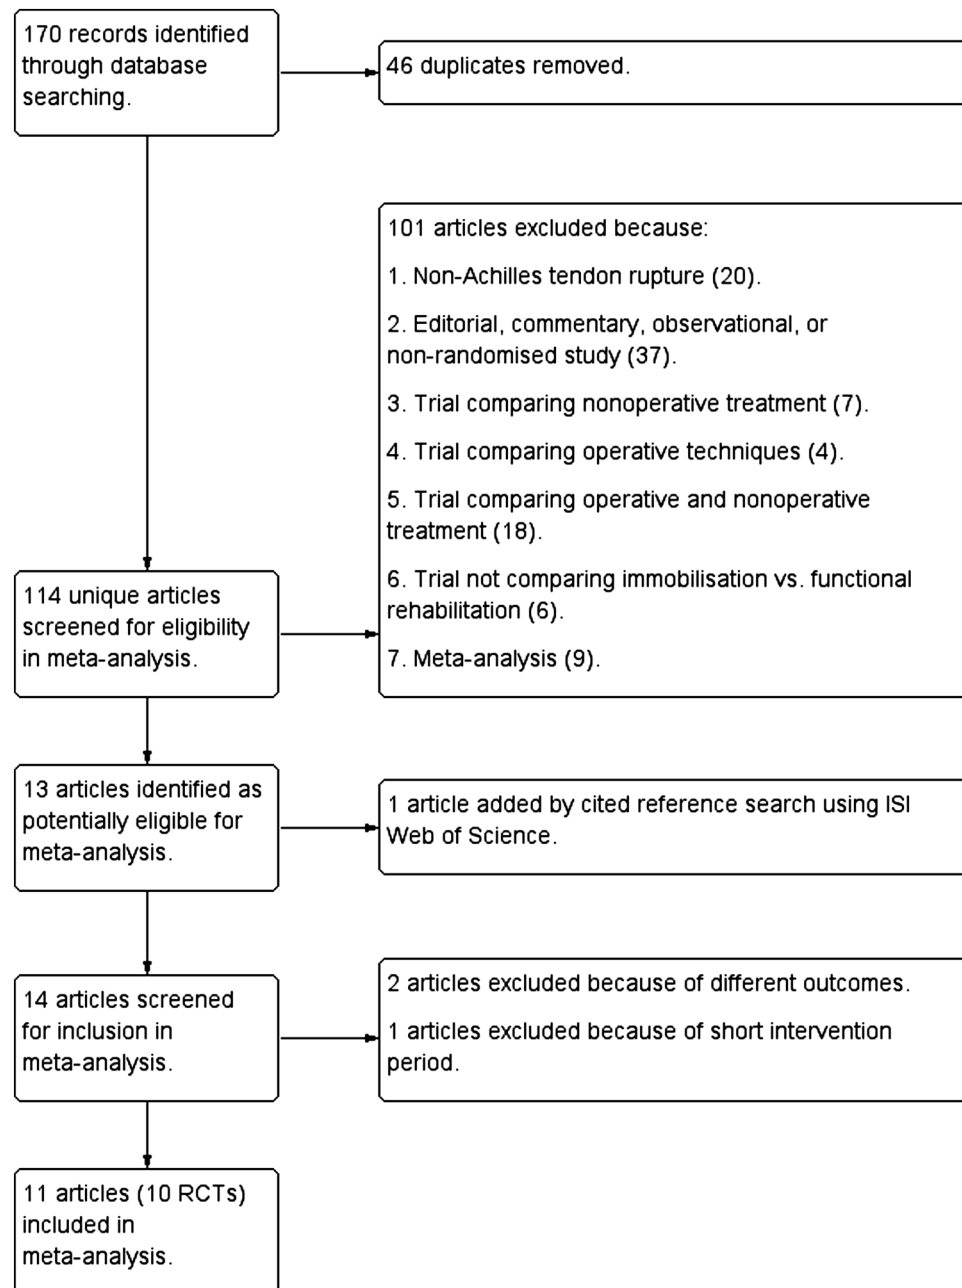 170 records identified
through database
searching.
46 duplicates removed.
101 articles excluded because:
1. Non-Achilles tendon rupture (20).
2. Editorial, commentary, observational, or
non-randomised study (37).
3. Trial comparing nonoperative treatment (7).
4. Trial comparing operative techniques (4).
5. Trial comparing operative and nonoperative
treatment (18).
6. Trial not comparing immobilisation vs. functional
rehabilitation (6).
7. Meta-analysis (9).
114 unique articles
screened for eligibility
in meta-analysis.
13 articles identified as
potentially eligible for
meta-analysis.
1 article added by cited reference search using ISI
Web of Science.
14 articles screened
for inclusion in
meta-analysis.
2 articles excluded because of different outcomes.
1 articles excluded because of short intervention
period.
11 articles (10 RCTs)
included in
meta-analysis.